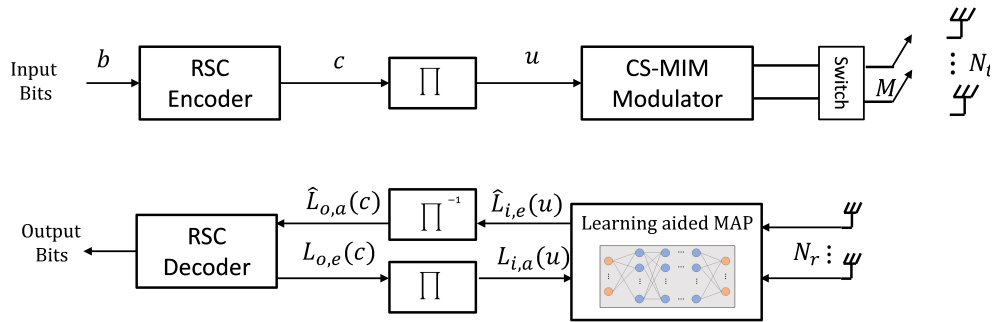 Input Bits
b
RSC Encoder
c
∏
u
CS-MIM Modulator
Switch
M
⋮ N_t
Output Bits
RSC Decoder
L̂_{o,a}(c)
∏^{-1}
L̂_{i,e}(u)
L_{o,e}(c)
∏
L_{i,a}(u)
Learning aided MAP
N_r ⋮